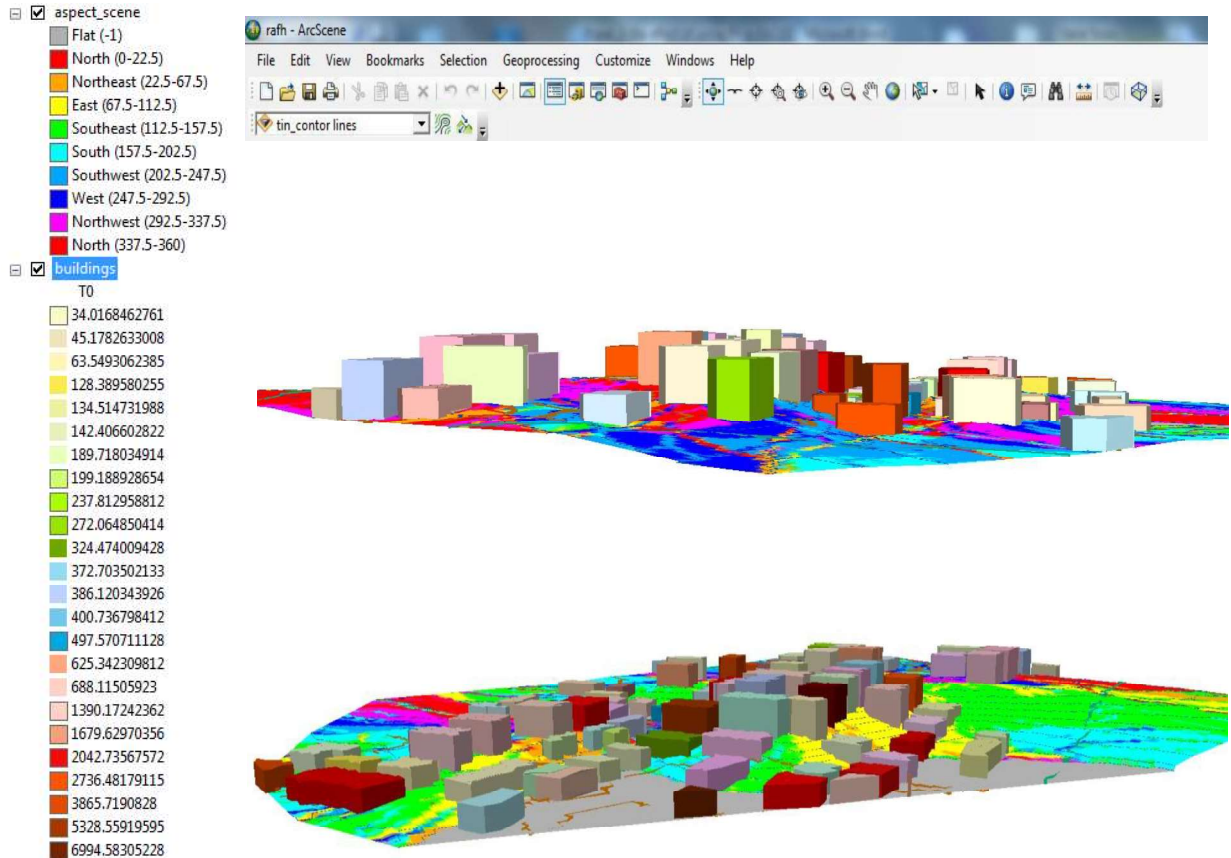 aspect_scene
Flat (-1)
North (0-22.5)
Northeast (22.5-67.5)
East (67.5-112.5)
Southeast (112.5-157.5)
South (157.5-202.5)
Southwest (202.5-247.5)
West (247.5-292.5)
Northwest (292.5-337.5)
North (337.5-360)
buildings
T0
34.0168462761
45.1782633008
63.5493062385
128.389580255
134.514731988
142.406602822
189.718034914
199.188928654
237.812958812
272.064850414
324.474009428
372.703502133
386.120343926
400.736798412
497.570711128
625.342309812
688.11505923
1390.17242362
1679.62970356
2042.73567572
2736.48179115
3865.7190828
5328.55919595
6994.58305228
rafh - ArcScene
File Edit View Bookmarks Selection Geoprocessing Customize Windows Help
tin_contor lines